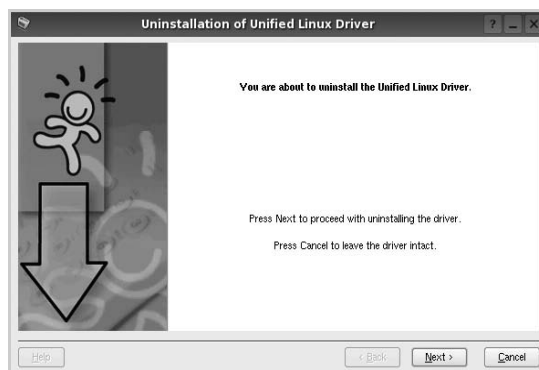 Uninstallation of Unified Linux Driver
? _ X
You are about to uninstall the Unified Linux Driver.
Press Next to proceed with uninstalling the driver.
Press Cancel to leave the driver intact.
Help
< Back
Next >
Cancel